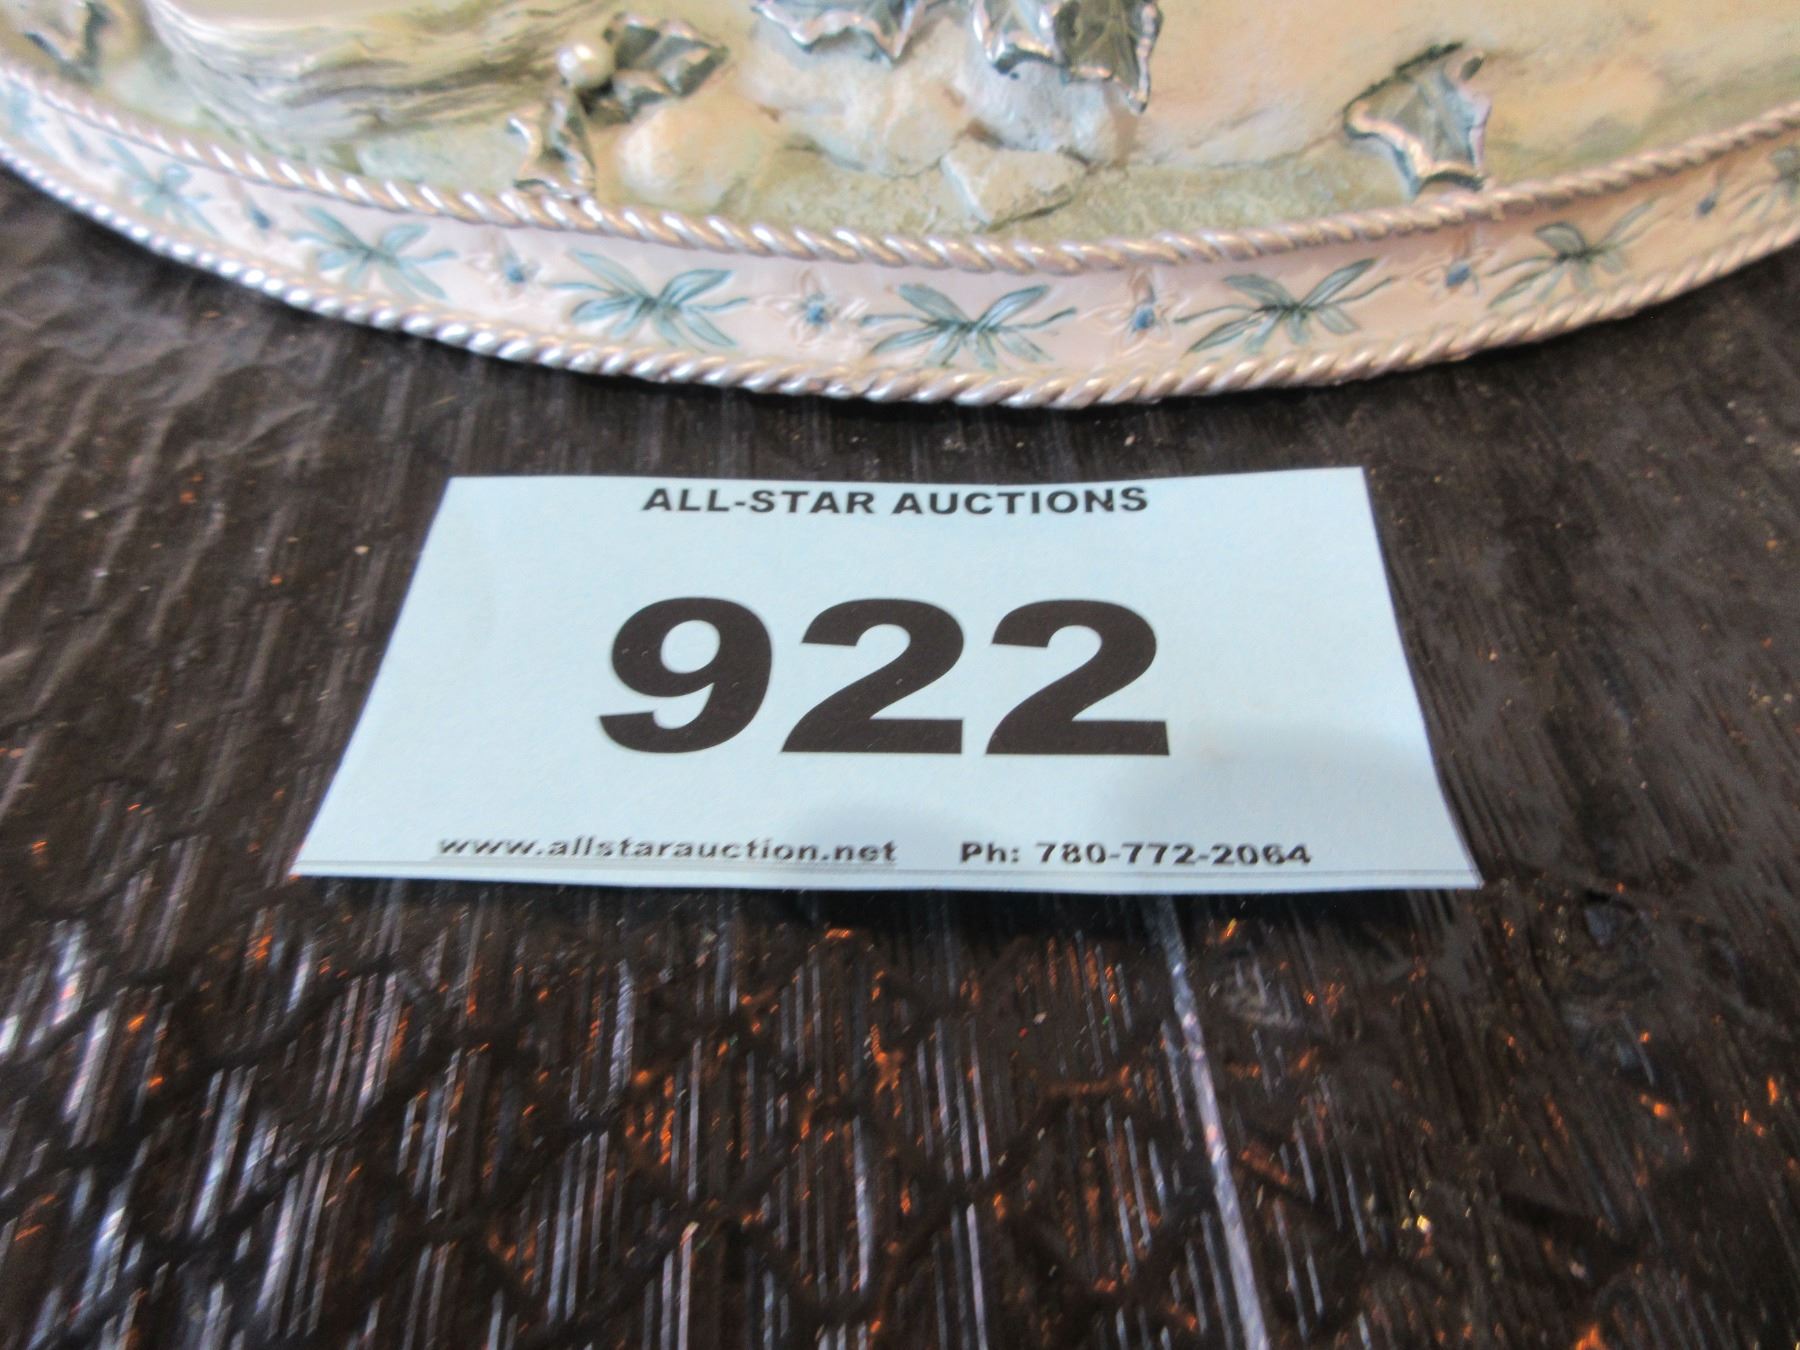 ALL-STAR AUCTIONS
922
www.allstarauction.net Ph: 780-772-2064